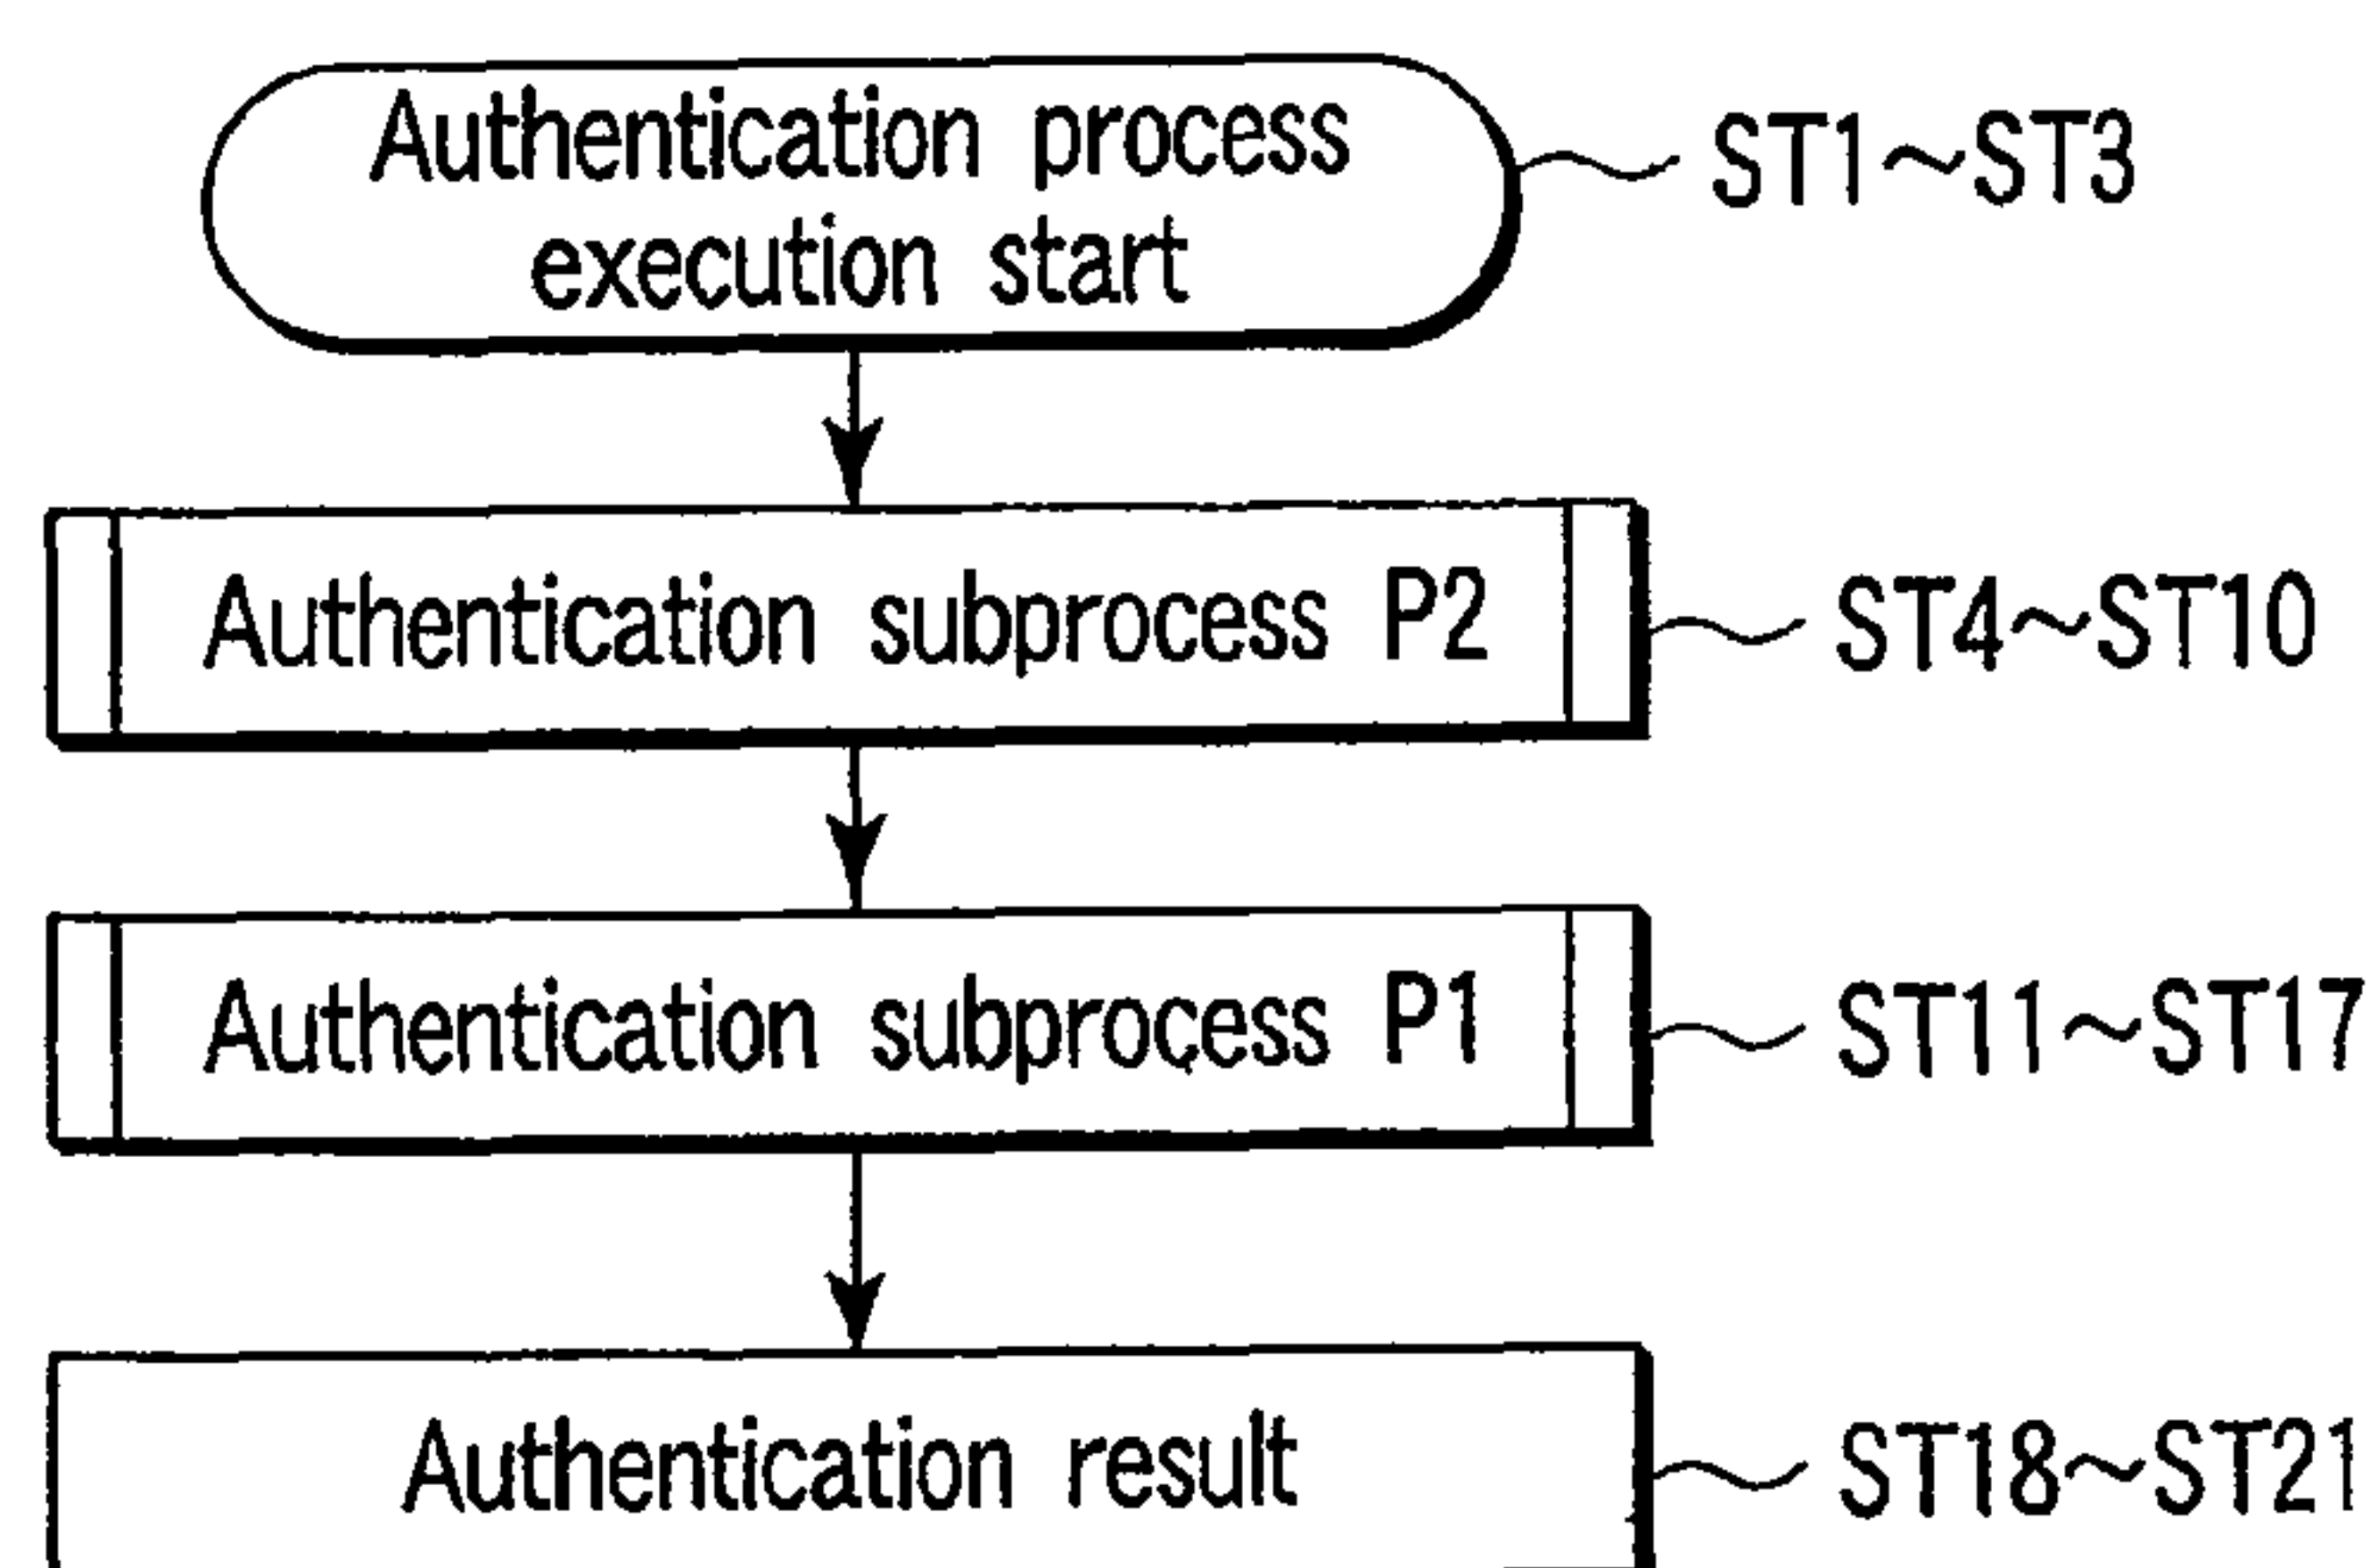 Authentication process
execution start
ST1~ST3
Authentication subprocess P2
ST4~ST10
Authentication subprocess P1
ST11~ST17
Authentication result
ST18~ST21